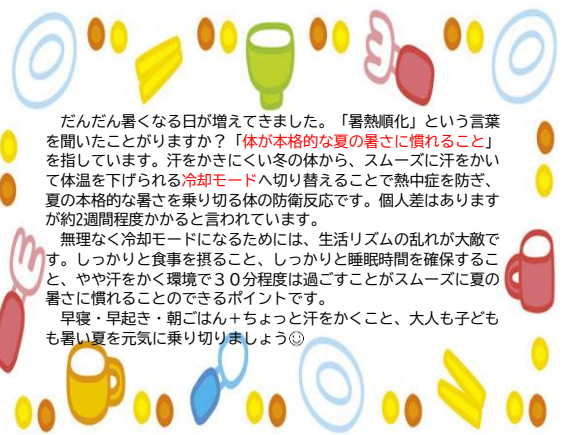 だんだん暑くなる日が増えてきました。「暑熱順化」という言葉
を聞いたことがりますか？「体が本格的な夏の暑さに慣れること」
を指しています。汗をかきにくい冬の体から、スムーズに汗をかい
て体温を下げられる冷却モードへ切り替えることで熱中症を防ぎ、
夏の本格的な暑さを乗り切る体の防衛反応です。個人差はあります
が約2週間程度かかると言われています。
無理なく冷却モードになるためには、生活リズムの乱れが大敵で
す。しっかりと食事を摂ること、しっかりと睡眠時間を確保するこ
と、やや汗をかく環境で３０分程度は過ごすことがスムーズに夏の
暑さに慣れることのできるポイントです。
早寝・早起き・朝ごはん＋ちょっと汗をかくこと、大人も子ども
も暑い夏を元気に乗り切りましょう☺